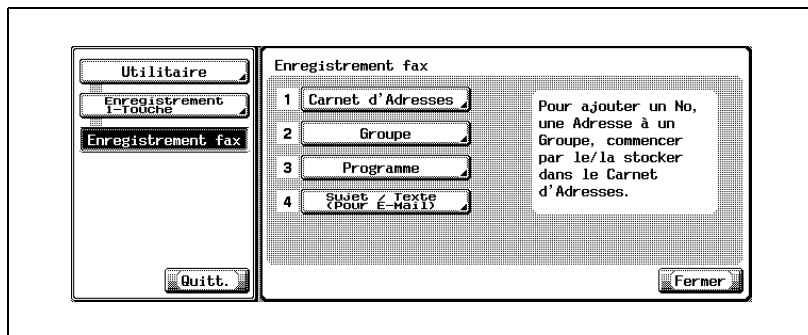 Utilitaire
Enregistrement
1-Touche
Enregistrement fax
Quitt.
Enregistrement fax
1 Carnet d'Adresses
2 Groupe
3 Programme
4 Sujet / Texte
(Pour E-Mail)
Pour ajouter un No,
une Adresse à un
Groupe, commencer
par le/la stocker
dans le Carnet
d'Adresses.
Fermer